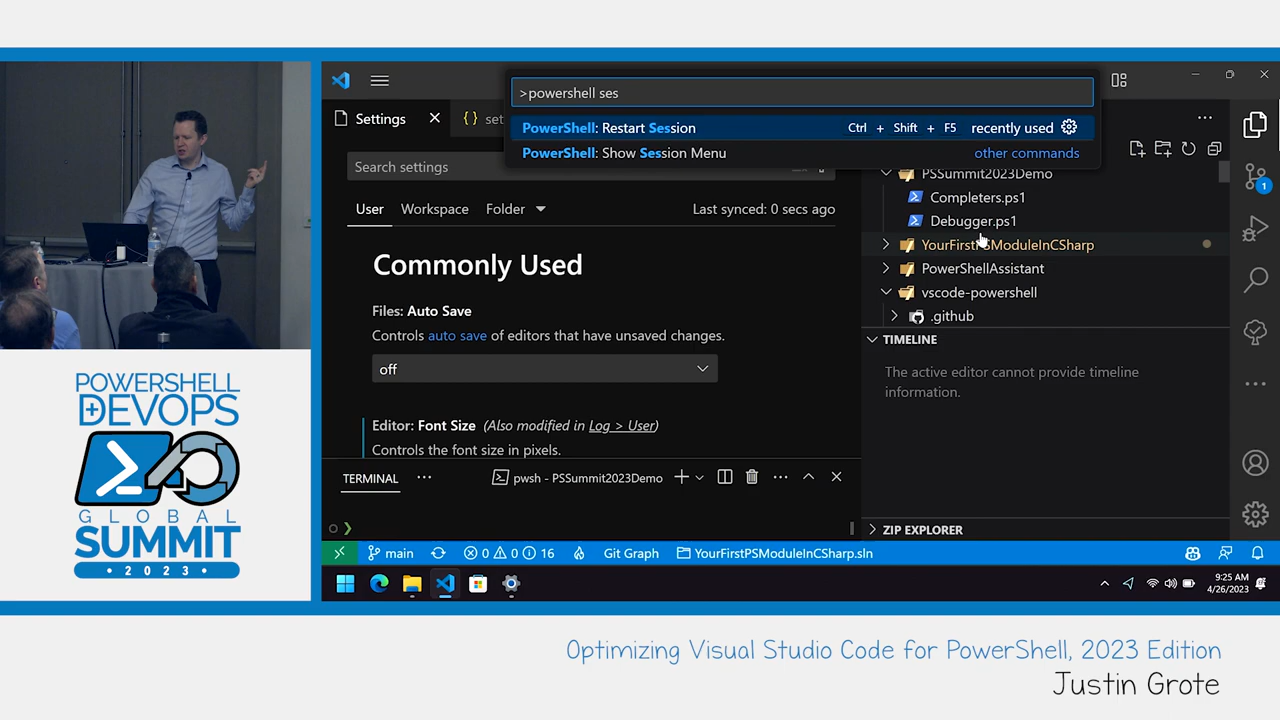 >powershell ses
PowerShell: Restart Session Ctrl + Shift + F5 recently used
PowerShell: Show Session Menu other commands
Settings
{} set
Search settings
User Workspace Folder Last synced: 0 secs ago
Commonly Used
Files: Auto Save
Controls auto save of editors that have unsaved changes.
off
Editor: Font Size (Also modified in Log > User)
Controls the font size in pixels.
PSSummit2023Demo
Completers.ps1
Debugger.ps1
YourFirstPSModuleInCSharp
PowerShellAssistant
vscode-powershell
.github
TIMELINE
The active editor cannot provide timeline
information.
ZIP EXPLORER
1
TERMINAL pwsh - PSSummit2023Demo
main 0 0 16 Git Graph YourFirstPSModuleInCSharp.sln
9:25 AM
4/26/2023
POWERSHELL
+DEVOPS
GLOBAL
SUMMIT
• 2023 •
Optimizing Visual Studio Code for PowerShell, 2023 Edition
Justin Grote